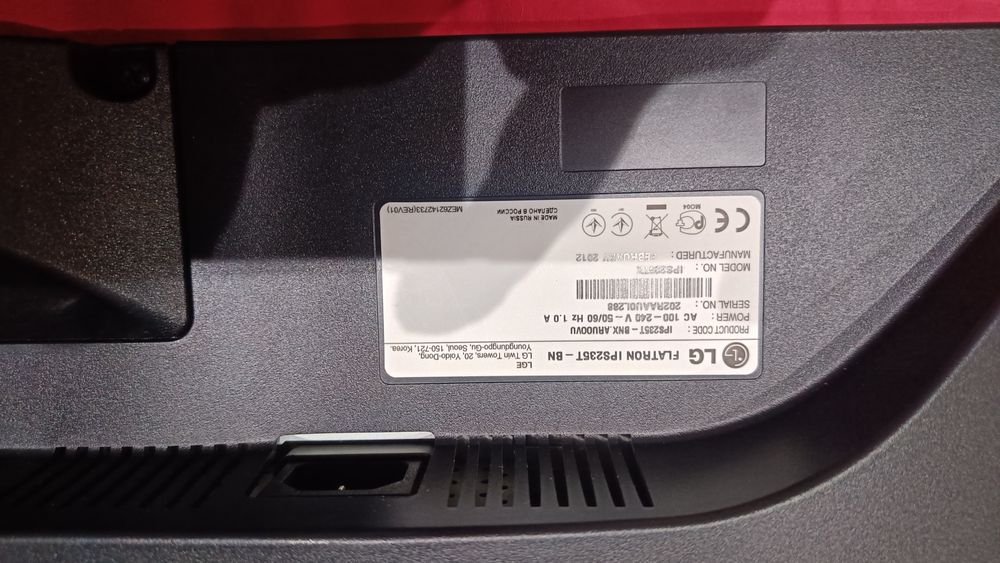 LG FLATRON IPS235T-BN
LGE
LG Twin Towers, 20, Yoido-Dong,
Youngdungpo-Gu, Seoul, 150-721, Korea.
PRODUCT CODE: IPS235T-BNX.ARUOOVU
POWER: AC 100-240 V~ 50/60 Hz 1.0 A
SERIAL NO.: 202RAAU0L288
MODEL NO.:
MANUFACTURED: FEBRUARY 2012
CE
MO04
MADE IN RUSSIA
СДЕЛАНО В РОССИИ
MEZ62142733(REV01)